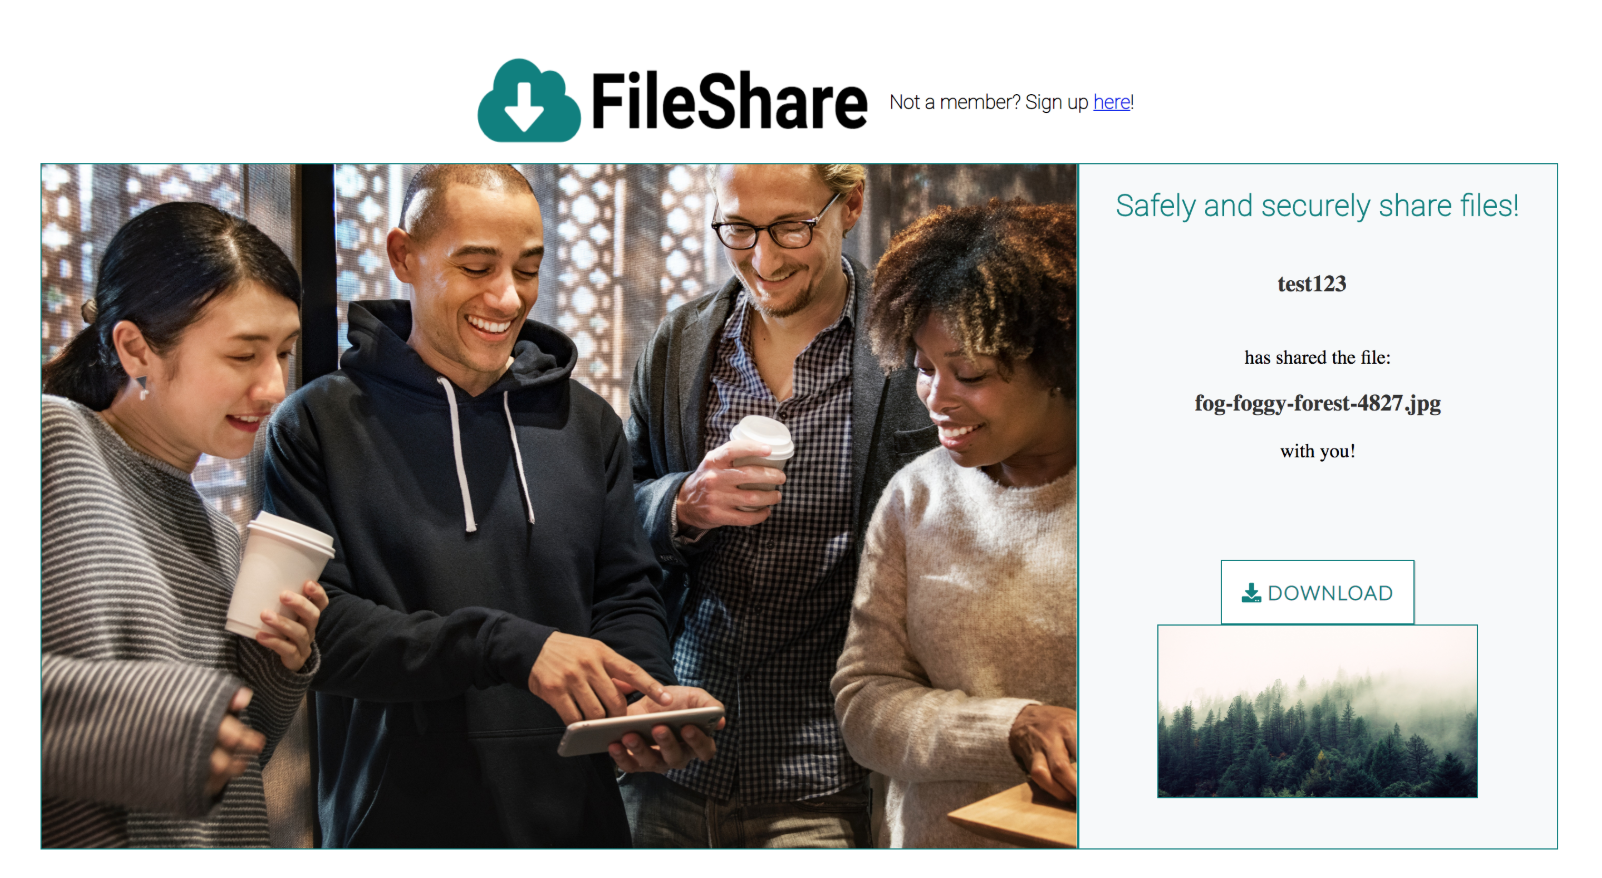 FileShare
Not a member? Sign up here!
Safely and securely share files!
test123
has shared the file:
fog-foggy-forest-4827.jpg
with you!
DOWNLOAD